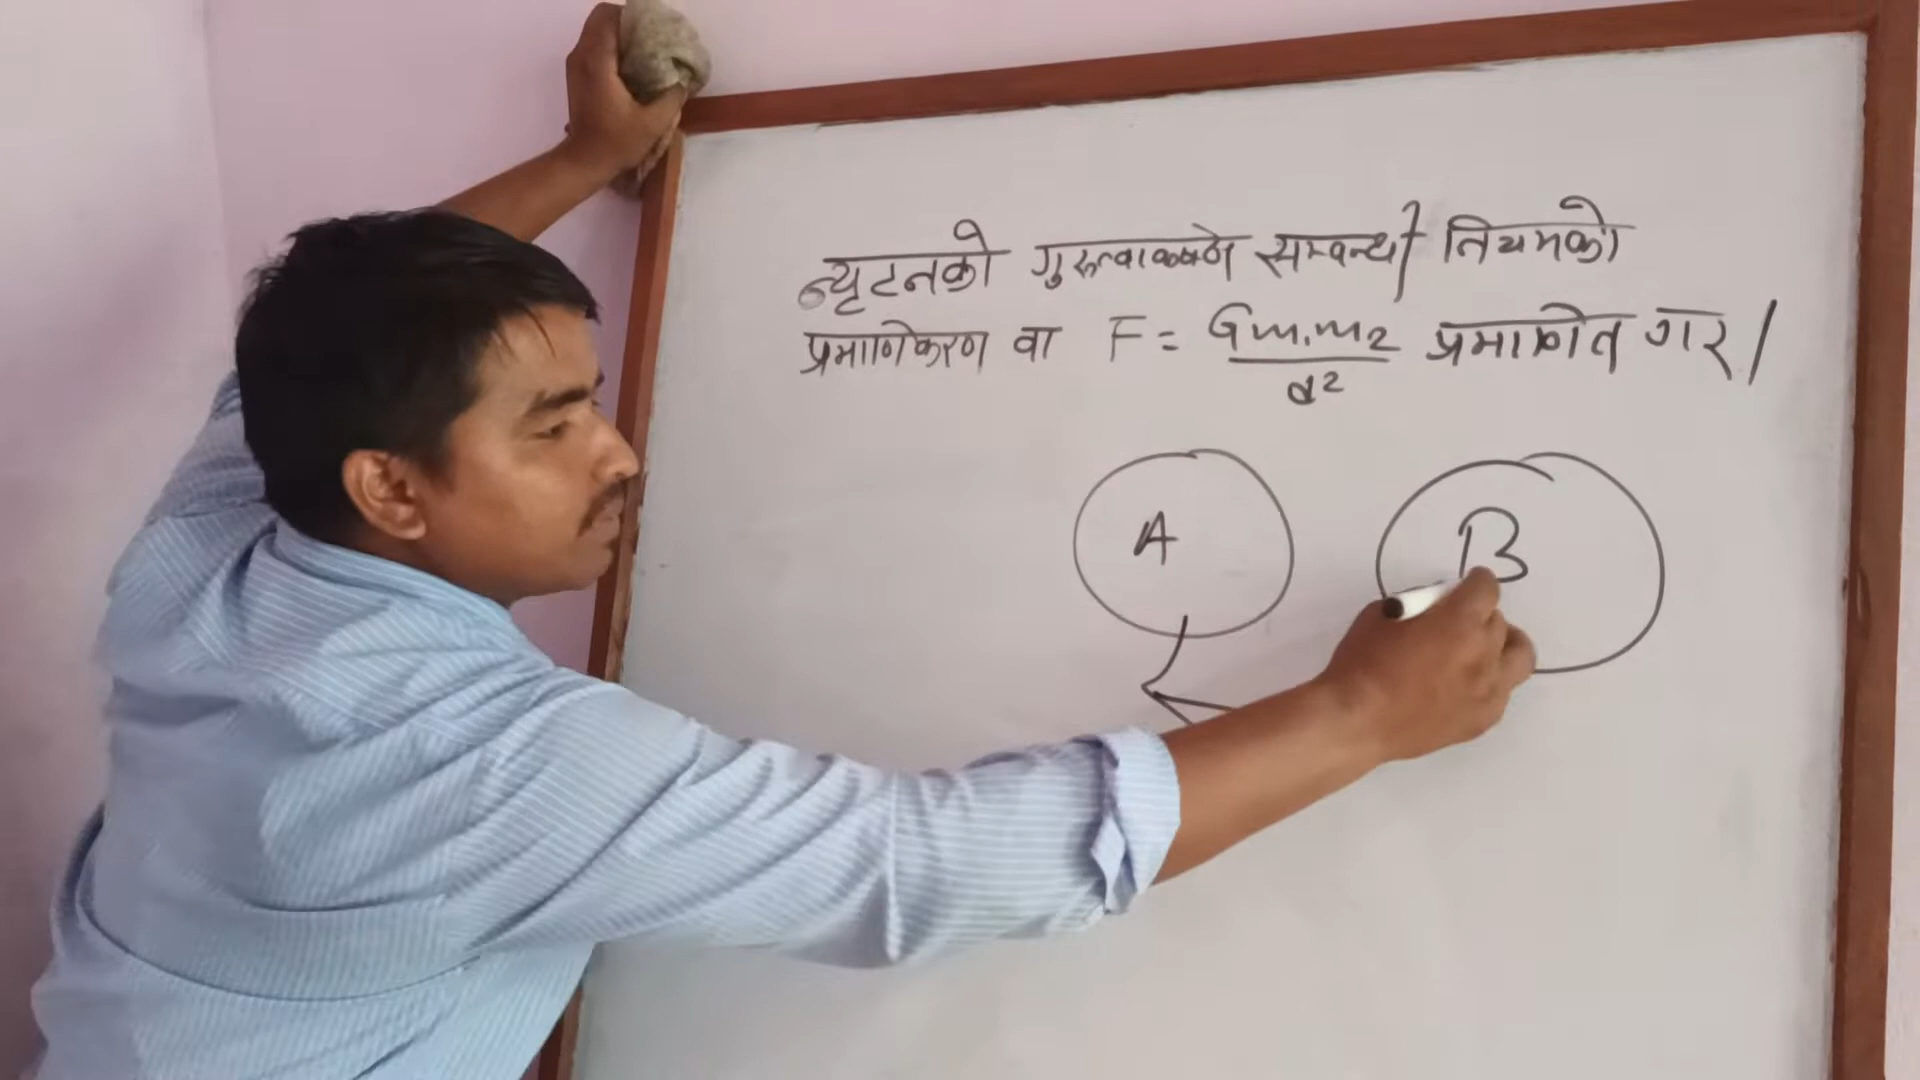 न्यूटनको गुरुत्वाकर्षण सम्बन्धी नियमको
प्रमाणिकरण वा F = Gm1m2/d2 प्रमाणित गर।
A B